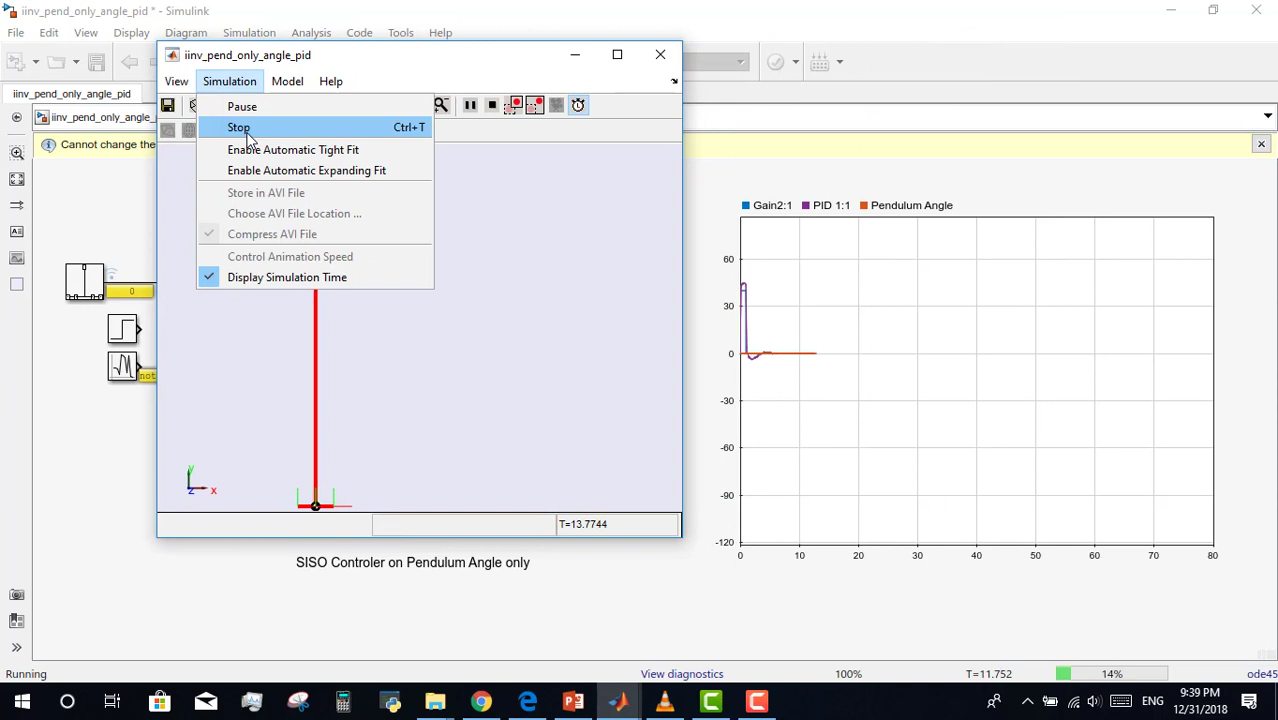 iinv_pend_only_angle_pid * - Simulink
File Edit View Display Diagram Simulation Analysis Code Tools Help
iinv_pend_only_angle_pid
iinv_pend_only_angle_p
Cannot change the
iinv_pend_only_angle_pid
View Simulation Model Help
Pause
Stop Ctrl+T
Enable Automatic Tight Fit
Enable Automatic Expanding Fit
Store in AVI File
Choose AVI File Location ...
Compress AVI File
Control Animation Speed
Display Simulation Time
0
not
y
z x
T=13.7744
SISO Controler on Pendulum Angle only
Gain2:1 PID 1:1 Pendulum Angle
60
30
0
-30
-60
-90
-120
0 10 20 30 40 50 60 70 80
Running View diagnostics 100% T=11.752 14% ode45
ENG 9:39 PM
12/31/2018